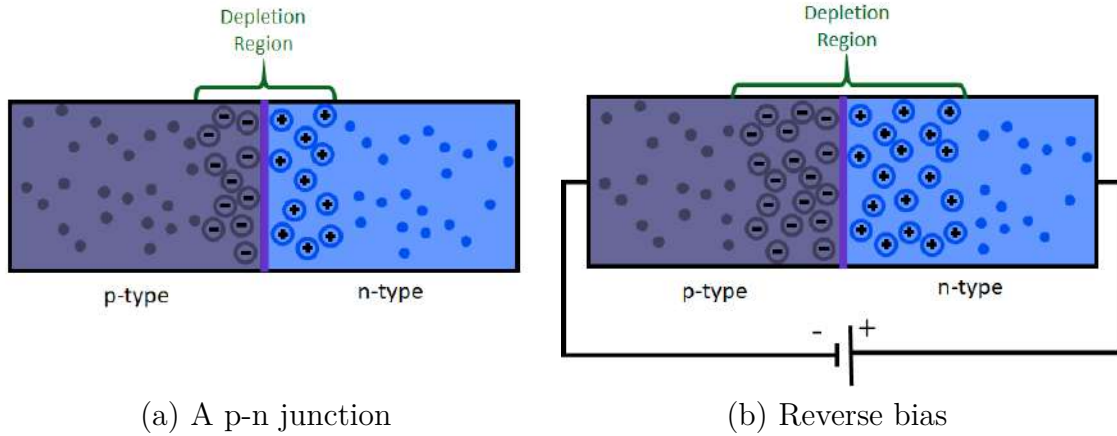 Depletion
Region
p-type
n-type
(a) A p-n junction
Depletion
Region
p-type
n-type
- +
(b) Reverse bias